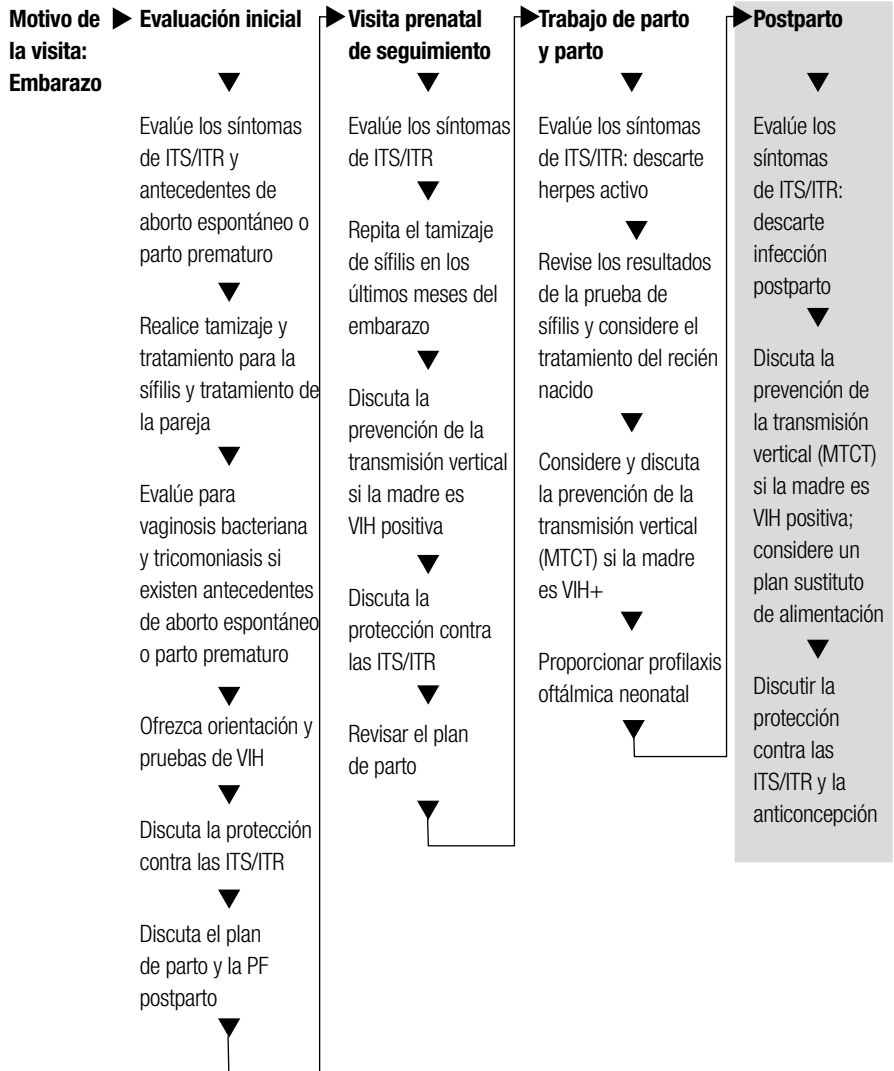 Motivo de
la visita:
Embarazo
Evaluación inicial
Evalúe los síntomas
de ITS/ITR y
antecedentes de
aborto espontáneo o
parto prematuro
Realice tamizaje y
tratamiento para la
sífilis y tratamiento de
la pareja
Evalúe para
vaginosis bacteriana
y tricomoniasis si
existen antecedentes
de aborto espontáneo
o parto prematuro
Ofrezca orientación y
pruebas de VIH
Discuta la protección
contra las ITS/ITR
Discuta el plan
de parto y la PF
postparto
Visita prenatal
de seguimiento
Evalúe los síntomas
de ITS/ITR
Repita el tamizaje
de sífilis en los
últimos meses del
embarazo
Discuta la
prevención de la
transmisión vertical
si la madre es
VIH positiva
Discuta la
protección contra
las ITS/ITR
Revisar el plan
de parto
Trabajo de parto
y parto
Evalúe los síntomas
de ITS/ITR: descarte
herpes activo
Revise los resultados
de la prueba de
sífilis y considere el
tratamiento del recién
nacido
Considere y discuta
la prevención de la
transmisión vertical
(MTCT) si la madre
es VIH+
Proporcionar profilaxis
oftálmica neonatal
Postparto
Evalúe los
síntomas
de ITS/ITR:
descarte
infección
postparto
Discuta la
prevención de
la transmisión
vertical (MTCT)
si la madre es
VIH positiva;
considere un
plan sustituto
de alimentación
Discutir la
protección
contra las
ITS/ITR y la
anticoncepción